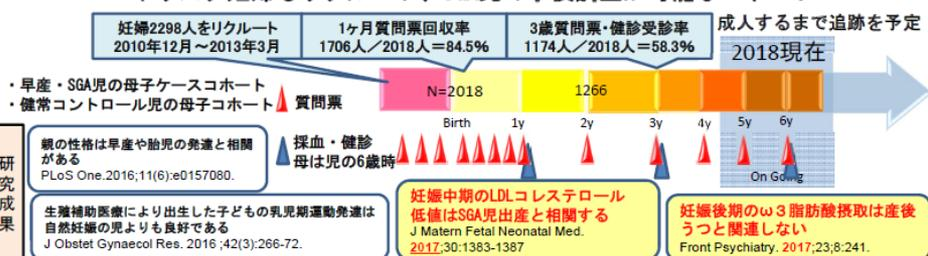 成人するまで追跡を予定
妊婦2298人をリクルート
2010年12月～2013年3月
1ヶ月質問票回収率
1706人／2018人＝84.5%
3歳質問票・健診受診率
1174人／2018人＝58.3%
2018現在
・早産・SGA児の母子ケースコホート
・健常コントロール児の母子コホート
質問票
N=2018
1266
Birth
1y
2y
3y
4y
5y
6y
採血・健診
母は児の6歳時
On Going
研究成果
親の性格は早産や胎児の発達と相関
がある
PLoS One.2016;11(6):e0157080.
生殖補助医療により出生した子どもの乳児期運動発達は
自然妊娠の児よりも良好である
J Obstet Gynaecol Res. 2016 ;42(3):266-72.
妊娠中期のLDLコレステロール
低値はSGA児出産と相関する
J Matern Fetal Neonatal Med.
2017;30:1383-1387
妊娠後期のω３脂肪酸摂取は産後
うつと関連しない
Front Psychiatry. 2017;23;8:241.